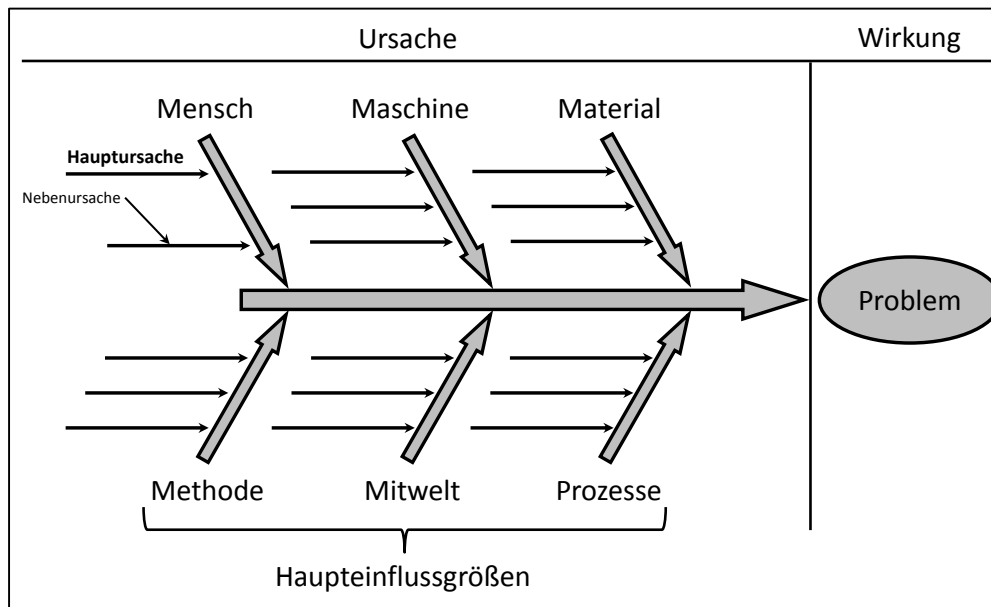 Ursache
Wirkung
Mensch
Maschine
Material
Hauptursache
Nebenursache
Problem
Methode
Mitwelt
Prozesse
Haupteinflussgrößen